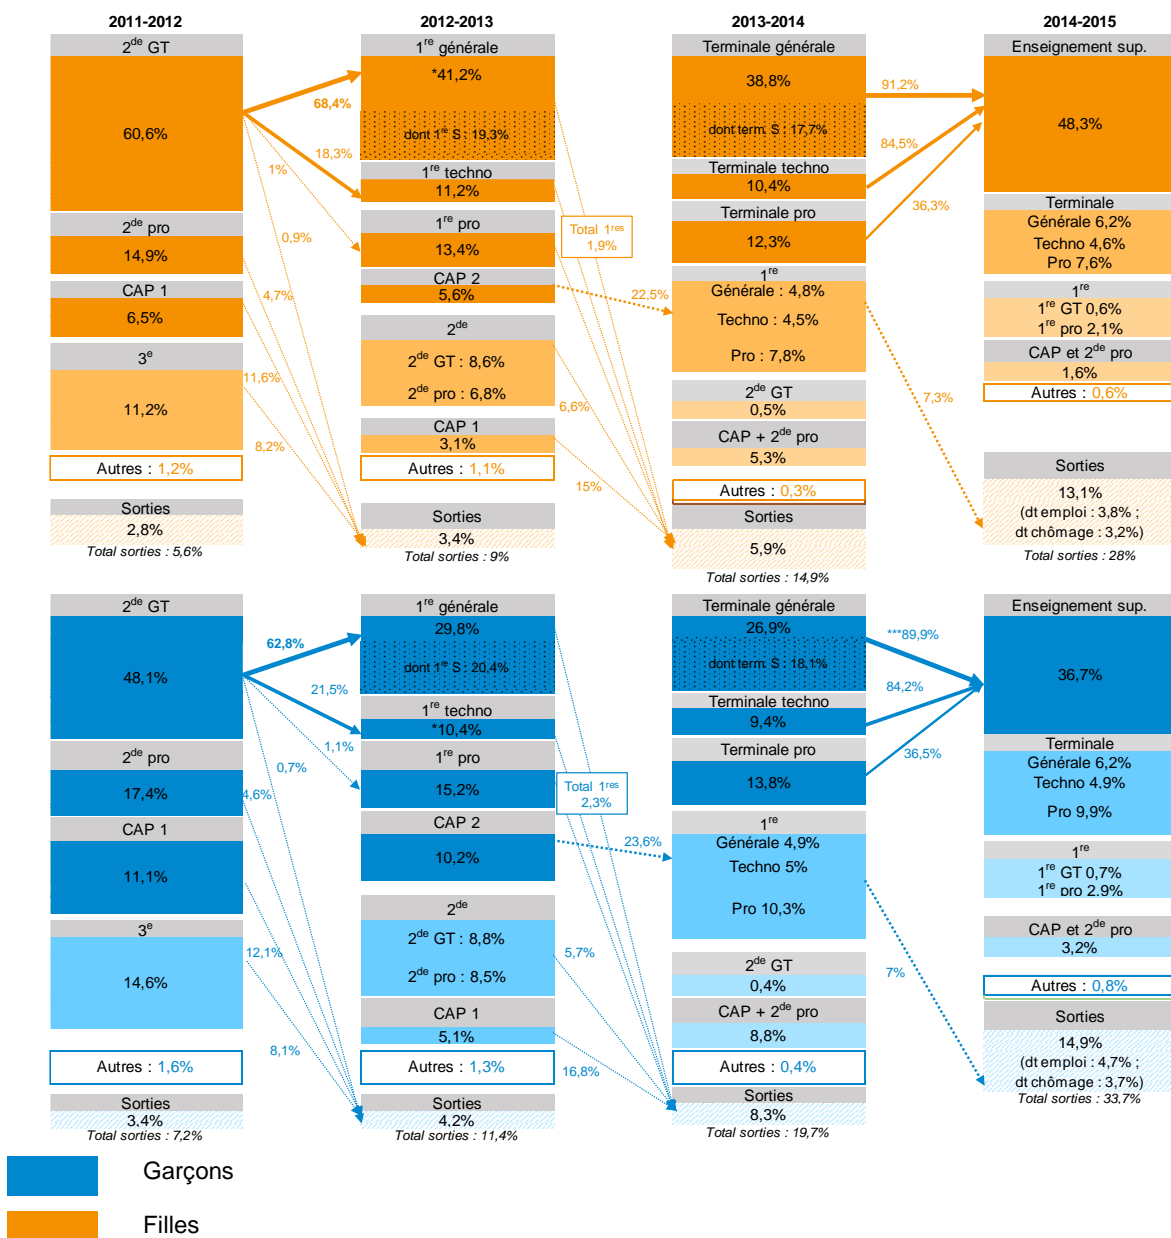 2011-2012
2012-2013
2013-2014
2014-2015
2de GT
60,6%
2de pro
14,9%
CAP 1
6,5%
3e
11,2%
Autres : 1,2%
Sorties
2,8%
Total sorties : 5,6%
68,4%
18,3%
1%
0,9%
4,7%
11,6%
8,2%
1re générale
*41,2%
dont 1re S : 19,3%
1re techno
11,2%
1re pro
13,4%
CAP 2
5,6%
2de
2de GT : 8,6%
2de pro : 6,8%
CAP 1
3,1%
Autres : 1,1%
Sorties
3,4%
Total sorties : 9%
Total 1res
1,9%
22,5%
6,6%
15%
Terminale générale
38,8%
dont term. S : 17,7%
Terminale techno
10,4%
Terminale pro
12,3%
1re
Générale : 4,8%
Techno : 4,5%
Pro : 7,8%
2de GT
0,5%
CAP + 2de pro
5,3%
Autres : 0,3%
Sorties
5,9%
Total sorties : 14,9%
91,2%
84,5%
36,3%
7,3%
Enseignement sup.
48,3%
Terminale
Générale 6,2%
Techno 4,6%
Pro 7,6%
1re
1re GT 0,6%
1re pro 2,1%
CAP et 2de pro
1,6%
Autres : 0,6%
Sorties
13,1%
(dt emploi : 3,8% ;
dt chômage : 3,2%)
Total sorties : 28%
2de GT
48,1%
2de pro
17,4%
CAP 1
11,1%
3e
14,6%
Autres : 1,6%
Sorties
3,4%
Total sorties : 7,2%
62,8%
21,5%
1,1%
0,7%
4,6%
12,1%
8,1%
1re générale
29,8%
dont 1re S : 20,4%
1re techno
*10,4%
1re pro
15,2%
CAP 2
10,2%
2de
2de GT : 8,8%
2de pro : 8,5%
CAP 1
5,1%
Autres : 1,3%
Sorties
4,2%
Total sorties : 11,4%
Total 1res
2,3%
23,6%
5,7%
16,8%
Terminale générale
26,9%
dont term. S : 18,1%
Terminale techno
9,4%
Terminale pro
13,8%
1re
Générale 4,9%
Techno 5%
Pro 10,3%
2de GT
0,4%
CAP + 2de pro
8,8%
Autres : 0,4%
Sorties
8,3%
Total sorties : 19,7%
***89,9%
84,2%
36,5%
7%
Enseignement sup.
36,7%
Terminale
Générale 6,2%
Techno 4,9%
Pro 9,9%
1re
1re GT 0,7%
1re pro 2.9%
CAP et 2de pro
3,2%
Autres : 0,8%
Sorties
14,9%
(dt emploi : 4,7% ;
dt chômage : 3,7%)
Total sorties : 33,7%
Garçons
Filles